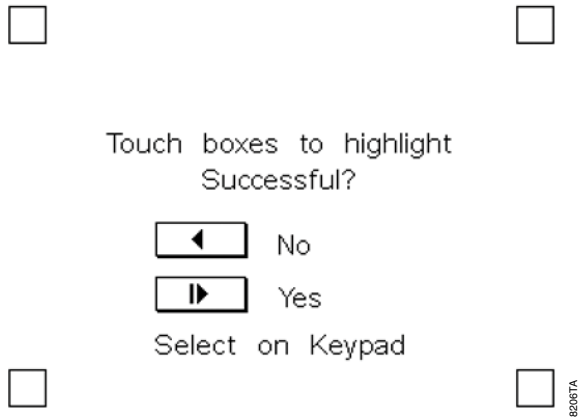 Touch boxes to highlight
Successful?
No
Yes
Select on Keypad
8206TA